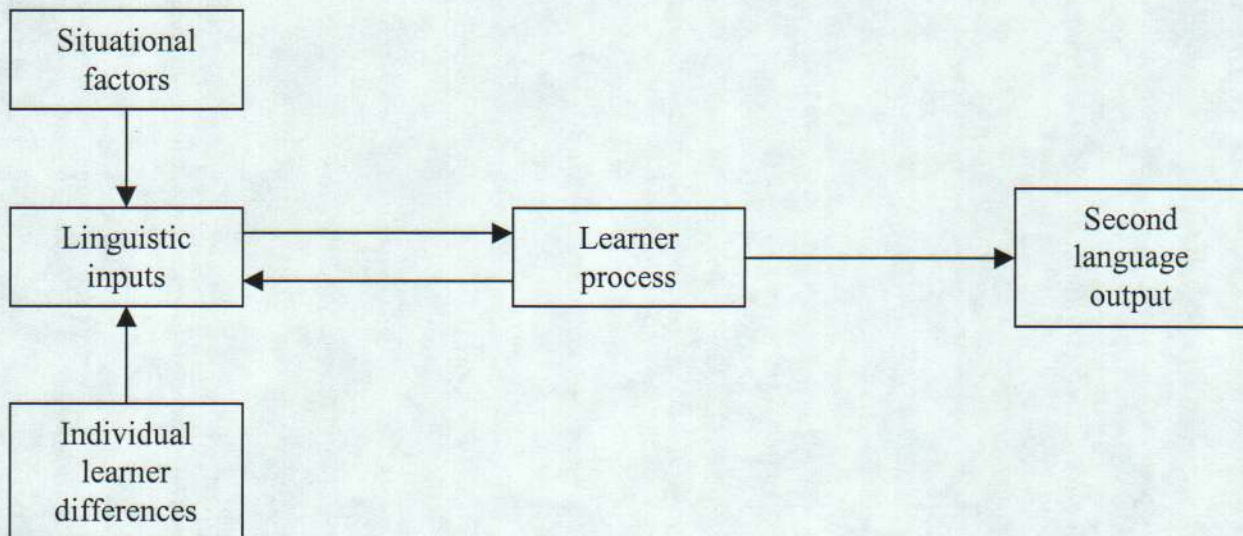 Situational
factors
Linguistic
inputs
Learner
process
Second
language
output
Individual
learner
differences